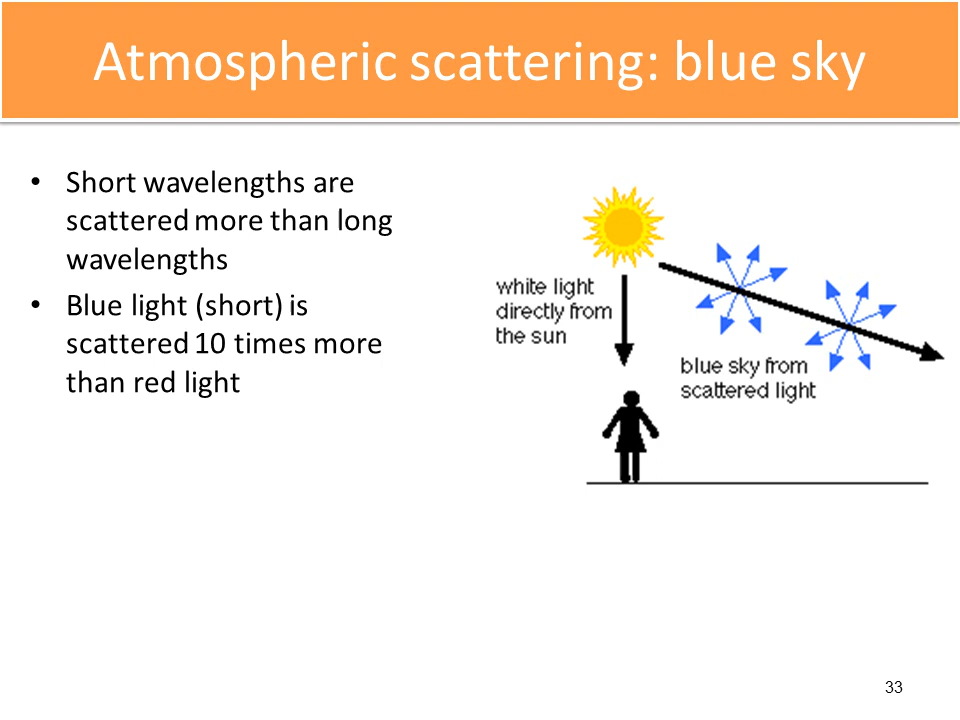 Atmospheric scattering: blue sky
• Short wavelengths are
scattered more than long
wavelengths
• Blue light (short) is
scattered 10 times more
than red light
white light
directly from
the sun
blue sky from
scattered light
33